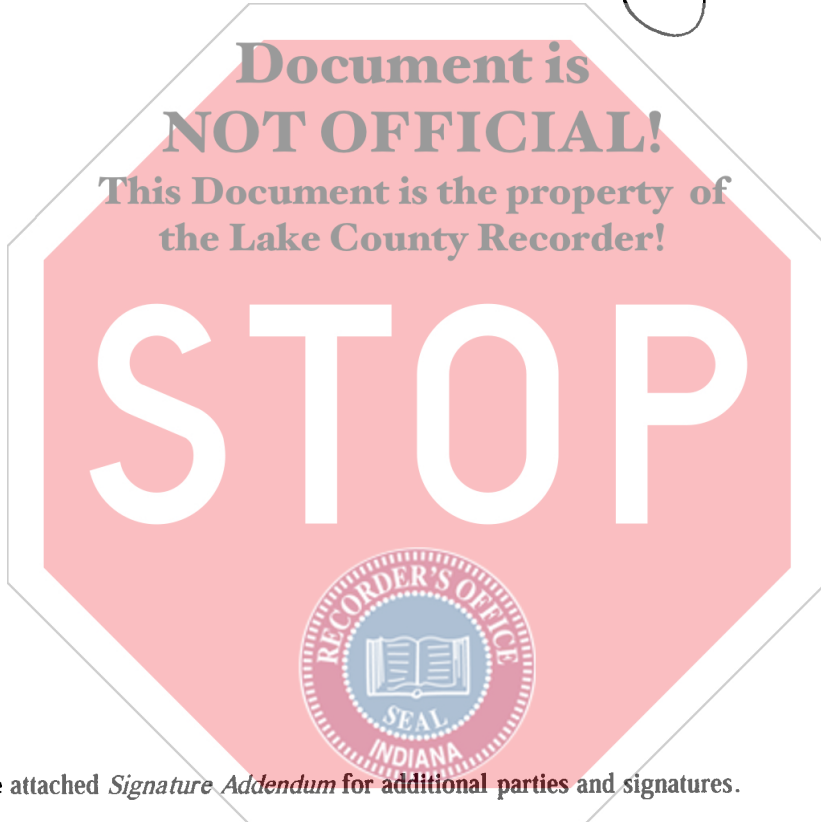 Document is
NOT OFFICIAL!
This Document is the property of
the Lake County Recorder!
STOP
RECORDER'S OFFICE
SEAL
INDIANA
attached Signature Addendum for additional parties and signatures.